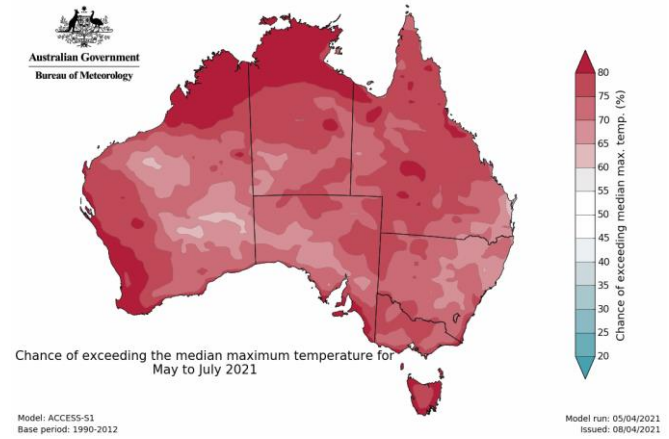 Australian Government
Bureau of Meteorology
80
75
70
65
60
55
50
45
40
35
30
25
20
Chance of exceeding median max. temp. (%)
Chance of exceeding the median maximum temperature for
May to July 2021
Model: ACCESS-S1
Base period: 1990-2012
Model run: 05/04/2021
Issued: 08/04/2021